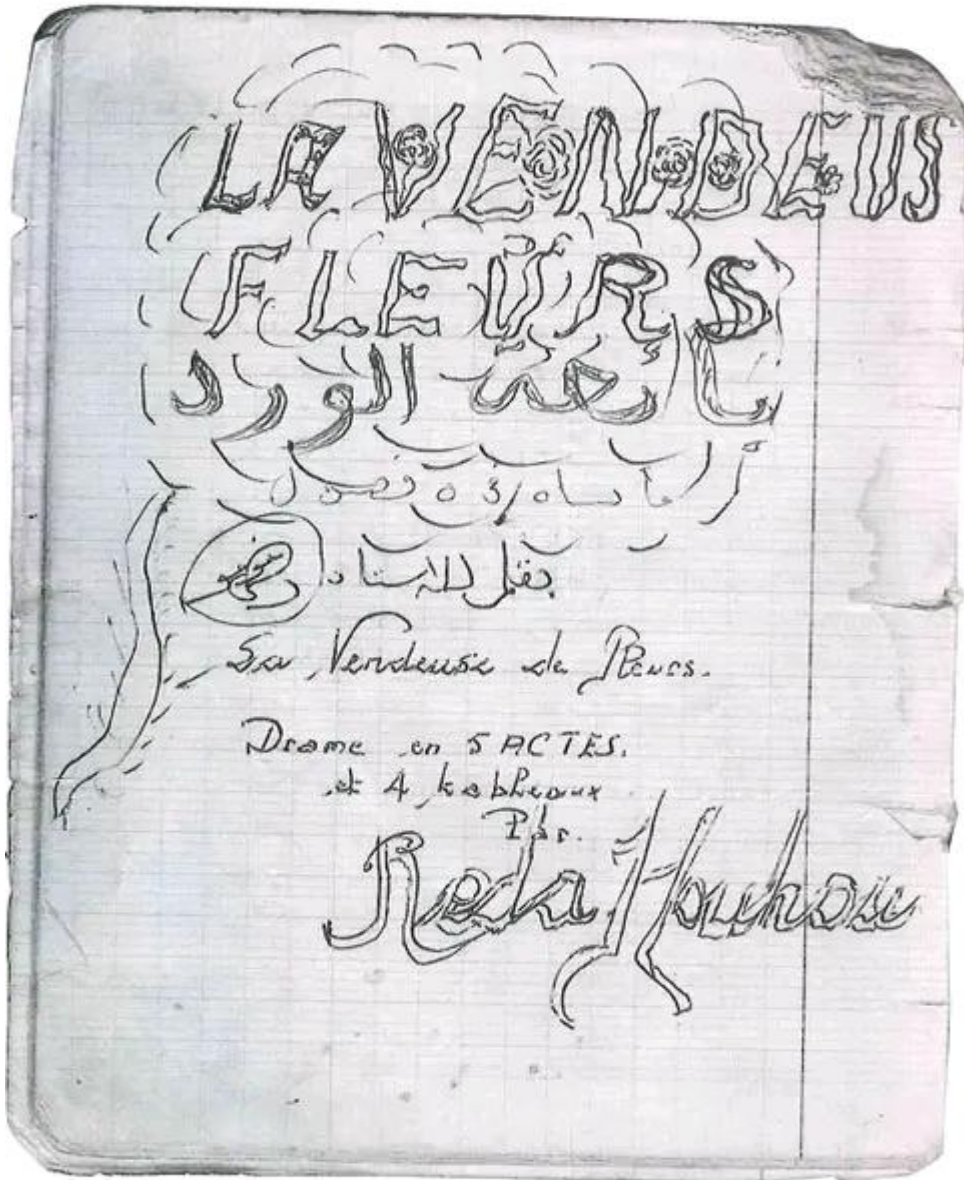 LA VENDEUS
FLEURS
بائعة الورد
بقلم الأستاذ
La Vendeuse de Fleurs.
Drame en 5 ACTES.
et 4 tableaux
Par.
Reda Houhou